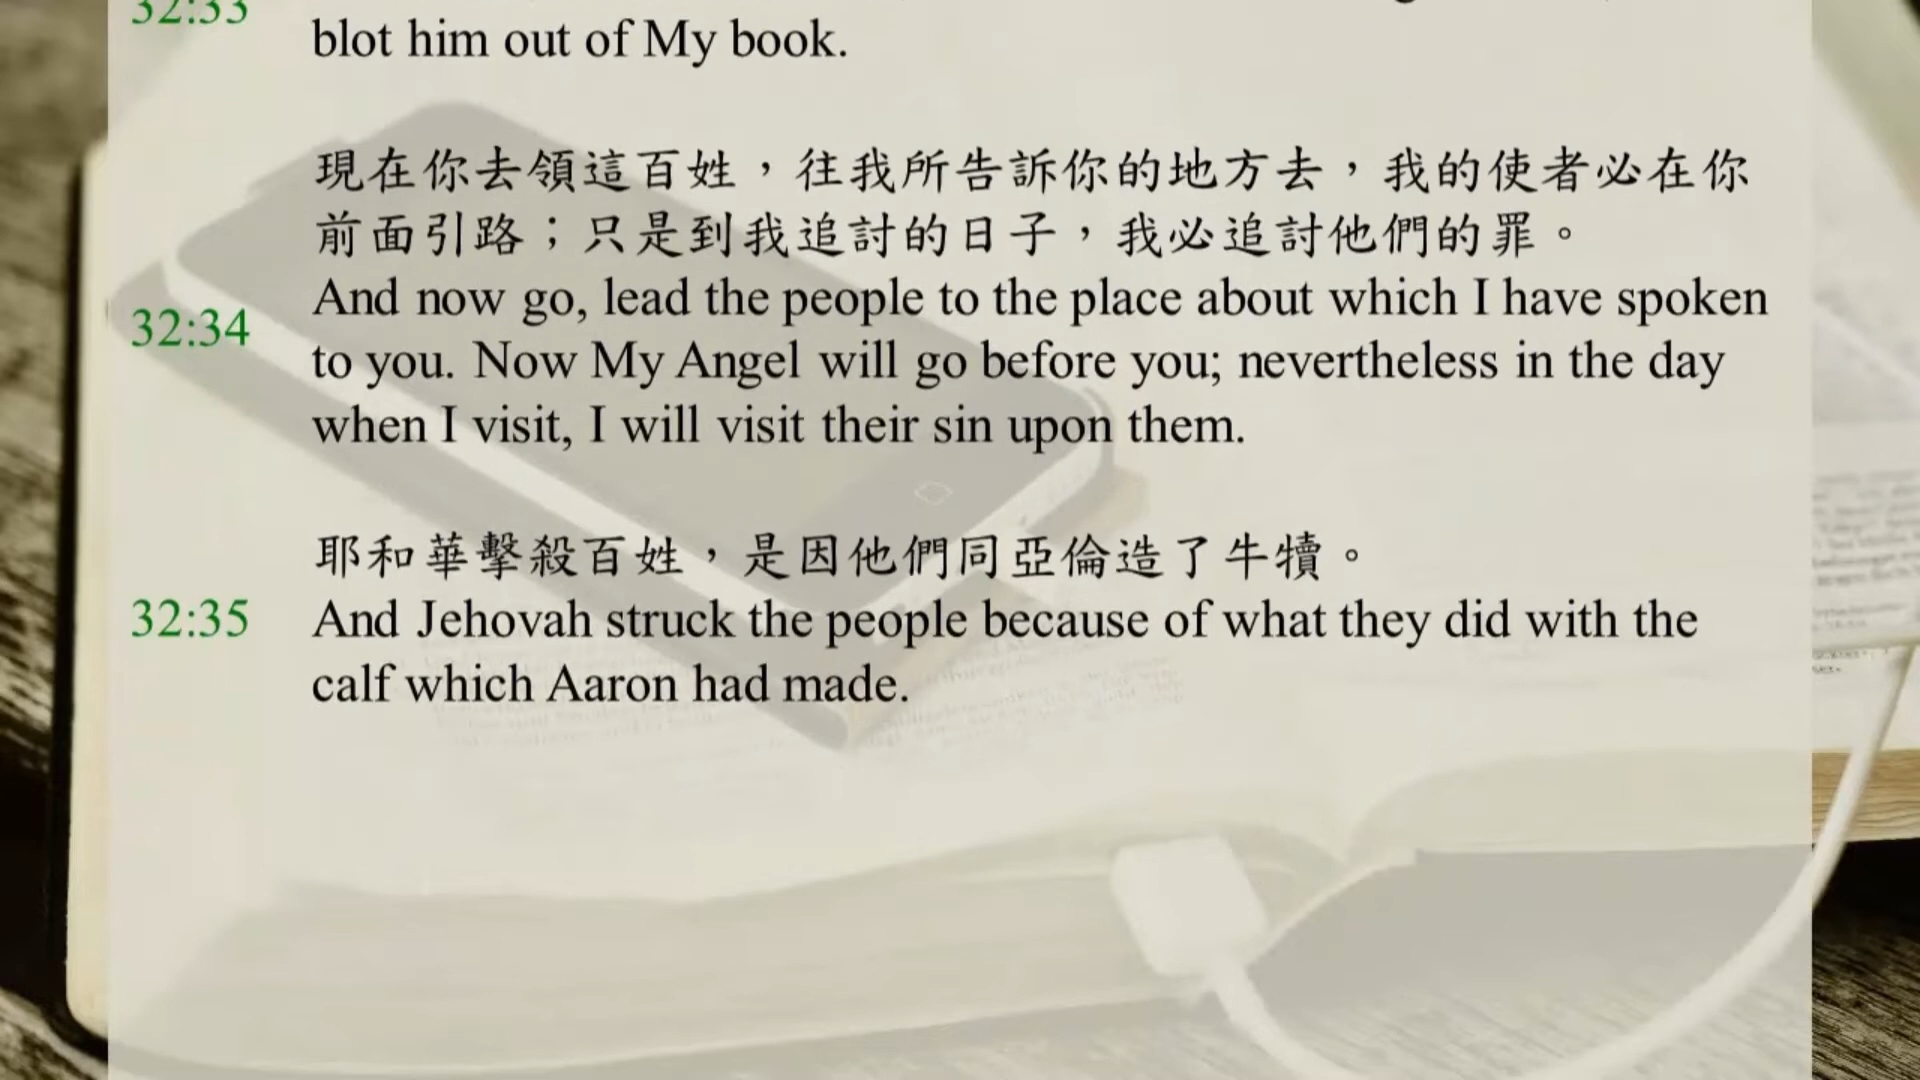 32:33
blot him out of My book.
現在你去領這百姓，往我所告訴你的地方去，我的使者必在你
前面引路；只是到我追討的日子，我必追討他們的罪。
32:34
And now go, lead the people to the place about which I have spoken
to you. Now My Angel will go before you; nevertheless in the day
when I visit, I will visit their sin upon them.
耶和華擊殺百姓，是因他們同亞倫造了牛犢。
32:35
And Jehovah struck the people because of what they did with the
calf which Aaron had made.